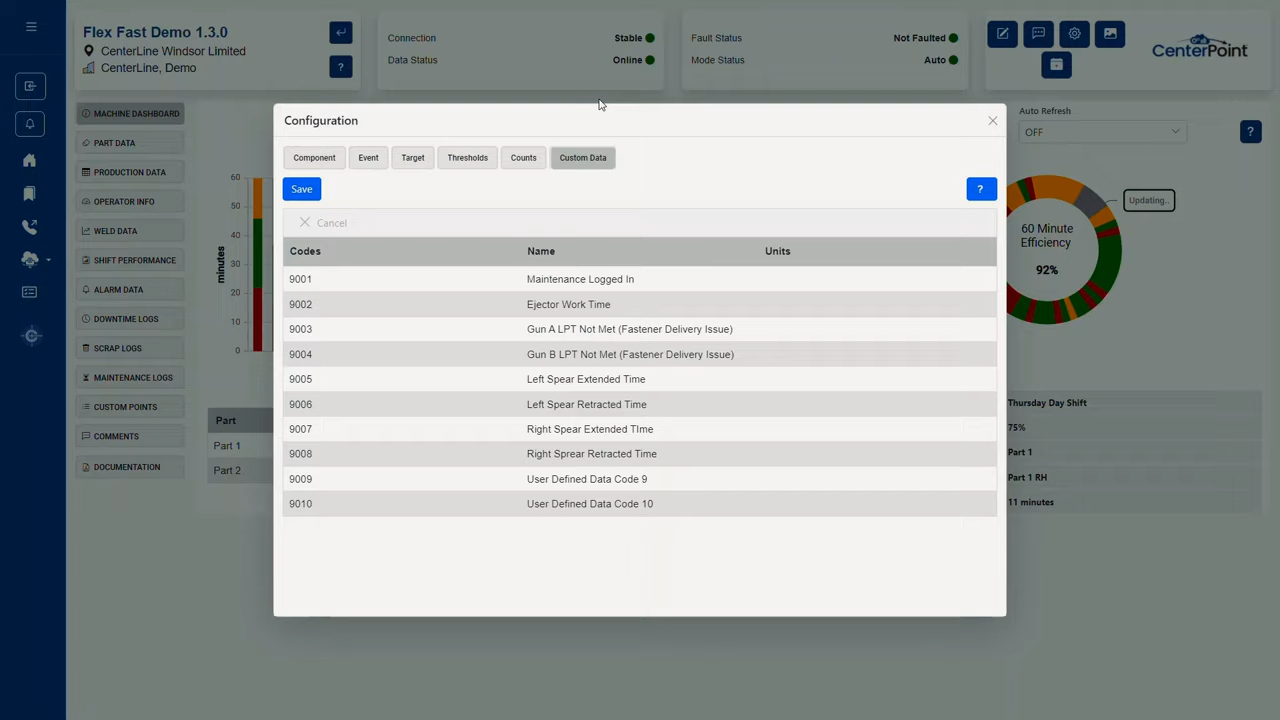 Flex Fast Demo 1.3.0
CenterLine Windsor Limited
CenterLine, Demo
?
Connection Stable
Data Status Online
Fault Status Not Faulted
Mode Status Auto
CenterPoint
MACHINE DASHBOARD
PART DATA
PRODUCTION DATA
OPERATOR INFO
WELD DATA
SHIFT PERFORMANCE
ALARM DATA
DOWNTIME LOGS
SCRAP LOGS
MAINTENANCE LOGS
CUSTOM POINTS
COMMENTS
DOCUMENTATION
minutes
60
50
40
30
20
10
0
Part
Part 1
Part 2
Configuration
Component Event Target Thresholds Counts Custom Data
Save ?
Cancel
Codes Name Units
9001 Maintenance Logged In
9002 Ejector Work Time
9003 Gun A LPT Not Met (Fastener Delivery Issue)
9004 Gun B LPT Not Met (Fastener Delivery Issue)
9005 Left Spear Extended Time
9006 Left Spear Retracted Time
9007 Right Spear Extended TIme
9008 Right Sprear Retracted Time
9009 User Defined Data Code 9
9010 User Defined Data Code 10
Auto Refresh
OFF ?
Updating..
60 Minute
Efficiency
92%
Thursday Day Shift
75%
Part 1
Part 1 RH
11 minutes